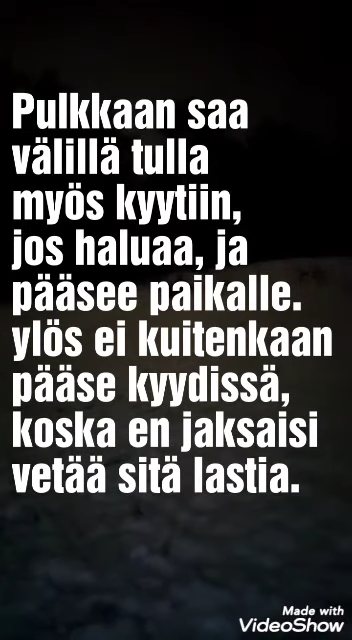 Pulkkaan saa
välillä tulla
myös kyytiin,
jos haluaa, ja
pääsee paikalle.
ylös ei kuitenkaan
pääse kyydissä,
koska en jaksaisi
vetää sitä lastia.
Made with
VideoShow